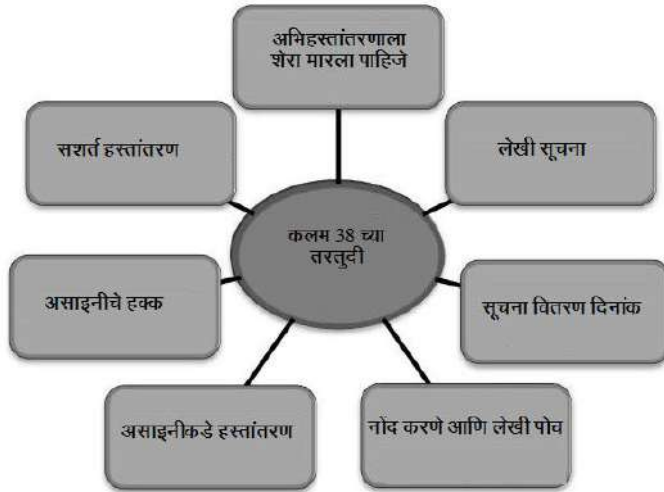 अभिहस्तांतरणाला
शेरा मारला पाहिजे
सशर्त हस्तांतरण
लेखी सूचना
कलम 38 च्या
तरतुदी
असाइनीचे हक्क
सूचना वितरण दिनांक
असाइनीकडे हस्तांतरण
नोंद करणे आणि लेखी पोच